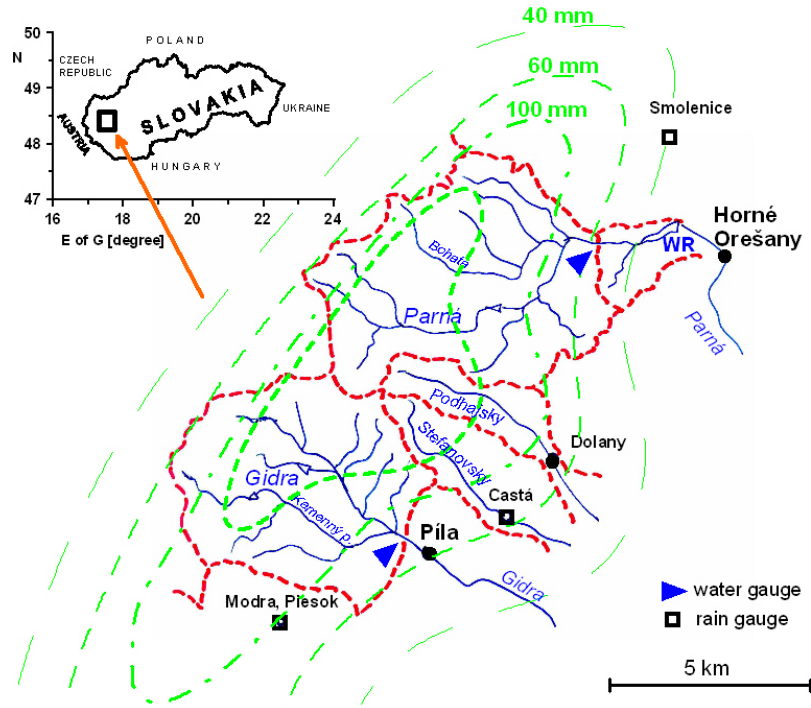 50
N
49
48
47
16
18
20
22
24
E of G [degree]
POLAND
CZECH
REPUBLIC
SLOVAKIA
UKRAINE
AUSTRIA
HUNGARY
40 mm
60 mm
100 mm
Smolenice
Horné
Orešany
WR
Bohatá
Parná
Parná
Podhajsky
Stefanovsky
Dolany
Častá
Gidra
Kamenný p.
Píla
Gidra
Modra, Piesok
water gauge
rain gauge
5 km